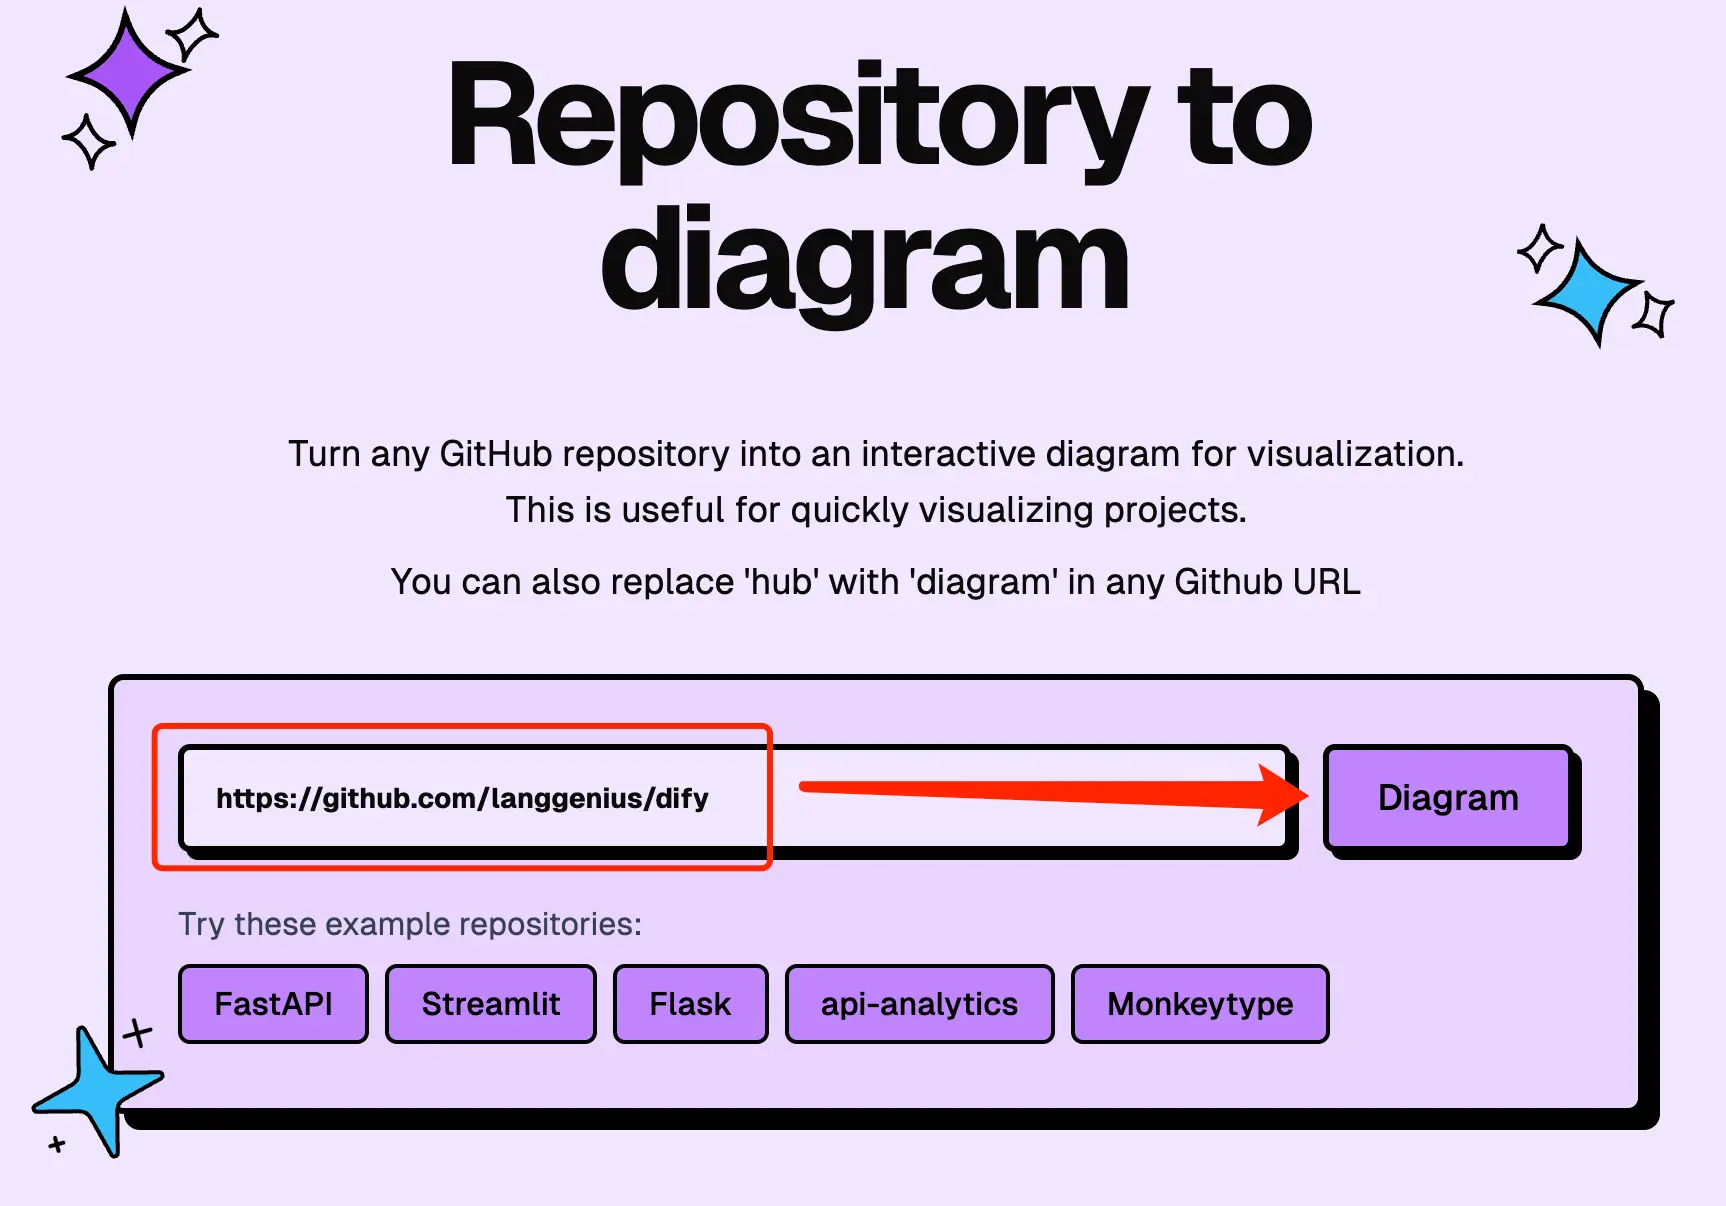 Repository to
diagram
Turn any GitHub repository into an interactive diagram for visualization.
This is useful for quickly visualizing projects.
You can also replace 'hub' with 'diagram' in any Github URL
https://github.com/langgenius/dify
Diagram
Try these example repositories:
FastAPI
Streamlit
Flask
api-analytics
Monkeytype